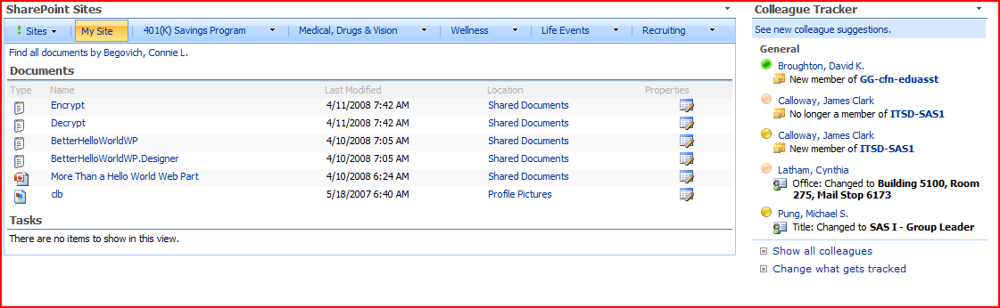 SharePoint Sites
Sites My Site 401(K) Savings Program Medical, Drugs & Vision Wellness Life Events Recruiting
Find all documents by Begovich, Connie L.
Documents
Type Name Last Modified Location Properties
Encrypt 4/11/2008 7:42 AM Shared Documents
Decrypt 4/11/2008 7:42 AM Shared Documents
BetterHelloWorldWP 4/10/2008 7:05 AM Shared Documents
BetterHelloWorldWP.Designer 4/10/2008 7:05 AM Shared Documents
More Than a Hello World Web Part 4/10/2008 6:24 AM Shared Documents
clb 5/18/2007 6:40 AM Profile Pictures
Tasks
There are no items to show in this view.
Colleague Tracker
See new colleague suggestions.
General
Broughton, David K.
New member of GG-cfn-eduasst
Calloway, James Clark
No longer a member of ITSD-SAS1
Calloway, James Clark
New member of ITSD-SAS1
Latham, Cynthia
Office: Changed to Building 5100, Room
275, Mail Stop 6173
Pung, Michael S.
Title: Changed to SAS I - Group Leader
Show all colleagues
Change what gets tracked